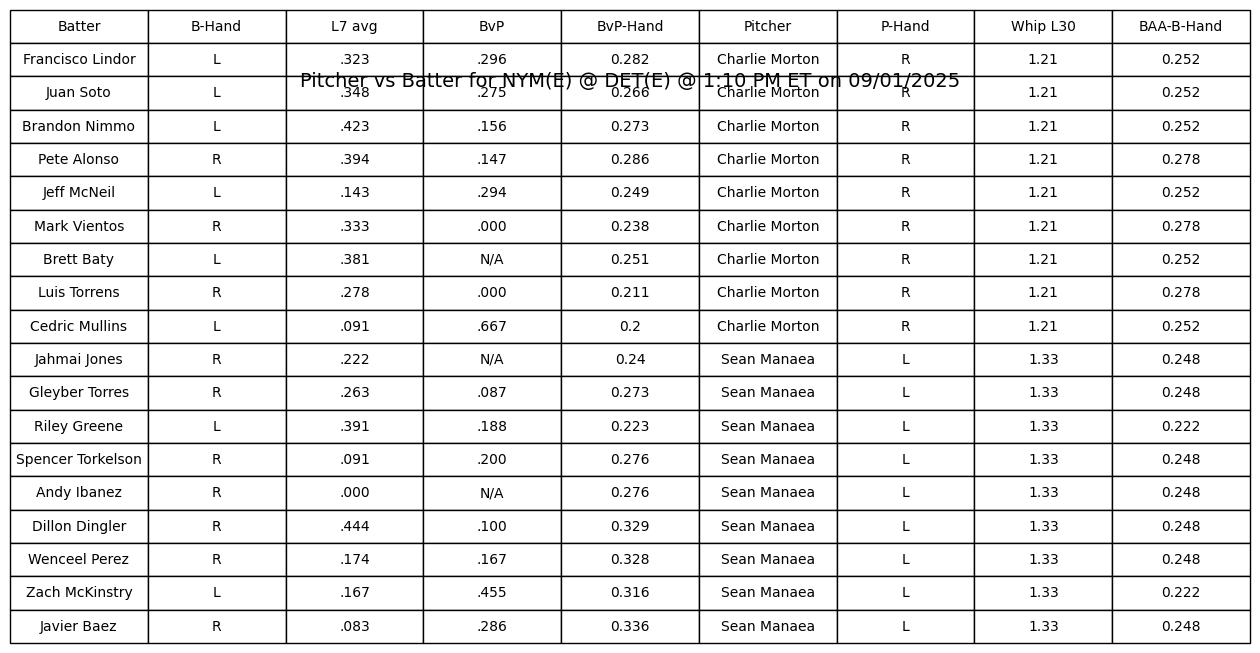 Batter B-Hand L7 avg BvP BvP-Hand Pitcher P-Hand Whip L30 BAA-B-Hand
Francisco Lindor L .323 .296 0.282 Charlie Morton R 1.21 0.252
Pitcher vs Batter for NYM(E) @ DET(E) @ 1:10 PM ET on 09/01/2025
Juan Soto L .348 .275 0.266 Charlie Morton R 1.21 0.252
Brandon Nimmo L .423 .156 0.273 Charlie Morton R 1.21 0.252
Pete Alonso R .394 .147 0.286 Charlie Morton R 1.21 0.278
Jeff McNeil L .143 .294 0.249 Charlie Morton R 1.21 0.252
Mark Vientos R .333 .000 0.238 Charlie Morton R 1.21 0.278
Brett Baty L .381 N/A 0.251 Charlie Morton R 1.21 0.252
Luis Torrens R .278 .000 0.211 Charlie Morton R 1.21 0.278
Cedric Mullins L .091 .667 0.2 Charlie Morton R 1.21 0.252
Jahmai Jones R .222 N/A 0.24 Sean Manaea L 1.33 0.248
Gleyber Torres R .263 .087 0.273 Sean Manaea L 1.33 0.248
Riley Greene L .391 .188 0.223 Sean Manaea L 1.33 0.222
Spencer Torkelson R .091 .200 0.276 Sean Manaea L 1.33 0.248
Andy Ibanez R .000 N/A 0.276 Sean Manaea L 1.33 0.248
Dillon Dingler R .444 .100 0.329 Sean Manaea L 1.33 0.248
Wenceel Perez R .174 .167 0.328 Sean Manaea L 1.33 0.248
Zach McKinstry L .167 .455 0.316 Sean Manaea L 1.33 0.222
Javier Baez R .083 .286 0.336 Sean Manaea L 1.33 0.248